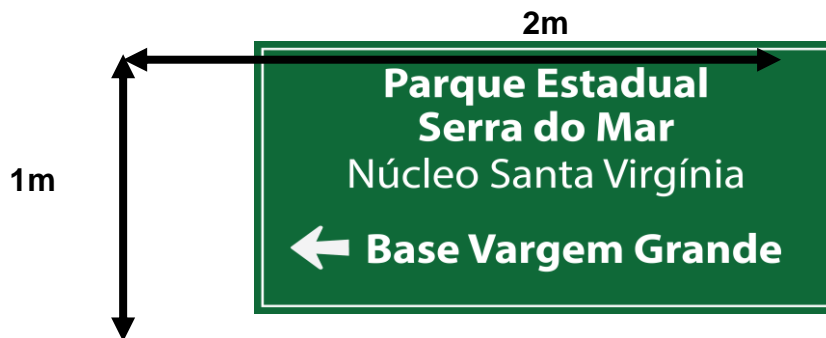 2m
Parque Estadual
Serra do Mar
Núcleo Santa Virgínia
1m
Base Vargem Grande